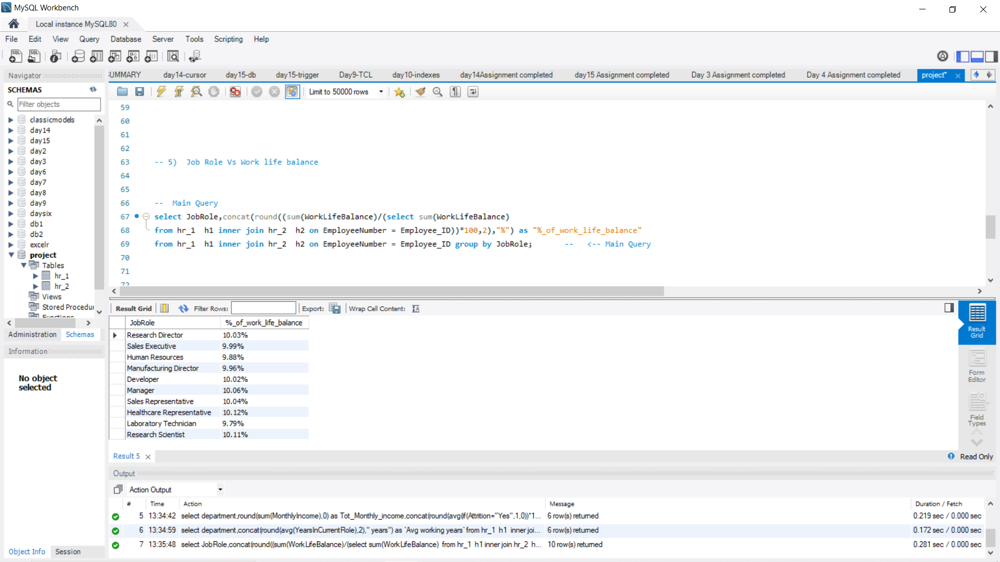 MySQL Workbench
Local instance MySQL80
File Edit View Query Database Server Tools Scripting Help
Navigator
SUMMARY day14-cursor day15-db day15-trigger Day9-TCL day10-indexes day14Assignment completed day15 Assignment completed Day 3 Assignment completed Day 4 Assignment completed project*
SCHEMAS
Limit to 50000 rows
Filter objects
classicmodels
day14
day15
day2
day3
day6
day7
day8
day9
daysix
db1
db2
excelr
project
Tables
hr_1
hr_2
Views
Stored Procedur
Functions
Administration Schemas
Information
No object
selected
Object Info Session
59
60
61
62
63 -- 5) Job Role Vs Work life balance
64
65
66 -- Main Query
67 select JobRole,concat(round((sum(WorkLifeBalance)/(select sum(WorkLifeBalance)
68 from hr_1 h1 inner join hr_2 h2 on EmployeeNumber = Employee_ID))*100,2),"%") as "%_of_work_life_balance"
69 from hr_1 h1 inner join hr_2 h2 on EmployeeNumber = Employee_ID group by JobRole; -- <-- Main Query
70
71
72
Result Grid Filter Rows: Export: Wrap Cell Content:
JobRole %_of_work_life_balance
Research Director 10.03%
Sales Executive 9.99%
Human Resources 9.88%
Manufacturing Director 9.96%
Developer 10.02%
Manager 10.06%
Sales Representative 10.04%
Healthcare Representative 10.12%
Laboratory Technician 9.79%
Research Scientist 10.11%
Result
Grid
Form
Editor
Field
Types
Result 5
Read Only
Output
Action Output
# Time Action Message Duration / Fetch
5 13:34:42 select department,round(sum(MonthlyIncome),0) as Tot_Monthly_income,concat(round(avg(if(Attrition="Yes",1,0))*1... 6 row(s) returned 0.219 sec / 0.000 sec
6 13:34:59 select department,concat(round(avg(YearsInCurrentRole),2)," years") as `Avg working years` from hr_1 h1 inner joi... 6 row(s) returned 0.172 sec / 0.000 sec
7 13:35:48 select JobRole,concat(round((sum(WorkLifeBalance)/(select sum(WorkLifeBalance) from hr_1 h1 inner join hr_2 h... 10 row(s) returned 0.281 sec / 0.000 sec